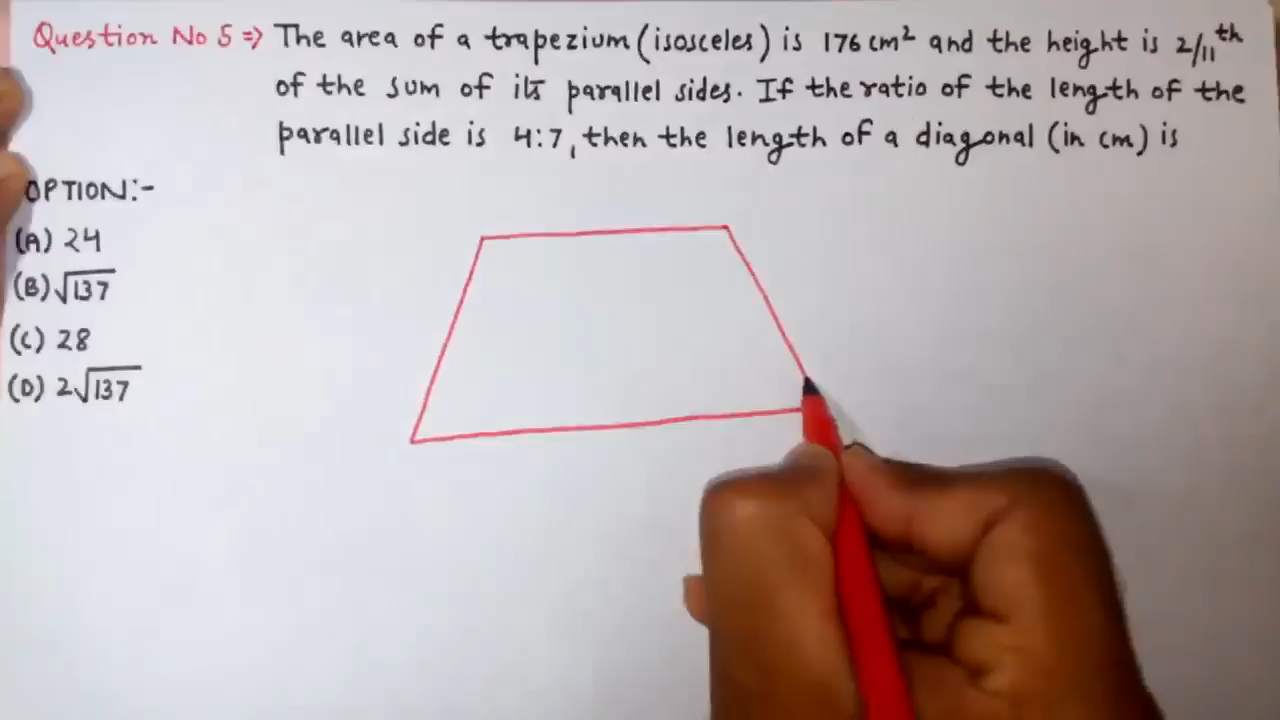 Question No 5 => The area of a trapezium (isosceles) is 176 cm² and the height is 2/11th
of the sum of its parallel sides. If the ratio of the length of the
parallel side is 4:7, then the length of a diagonal (in cm) is
OPTION:-
(A) 24
(B) √137
(C) 28
(D) 2√137